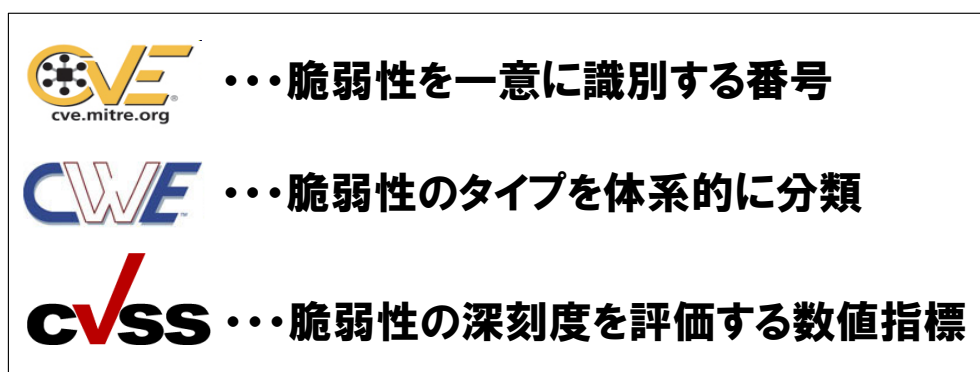 CVE ・・・脆弱性を一意に識別する番号
cve.mitre.org
CWE ・・・脆弱性のタイプを体系的に分類
CVSS ・・・脆弱性の深刻度を評価する数値指標